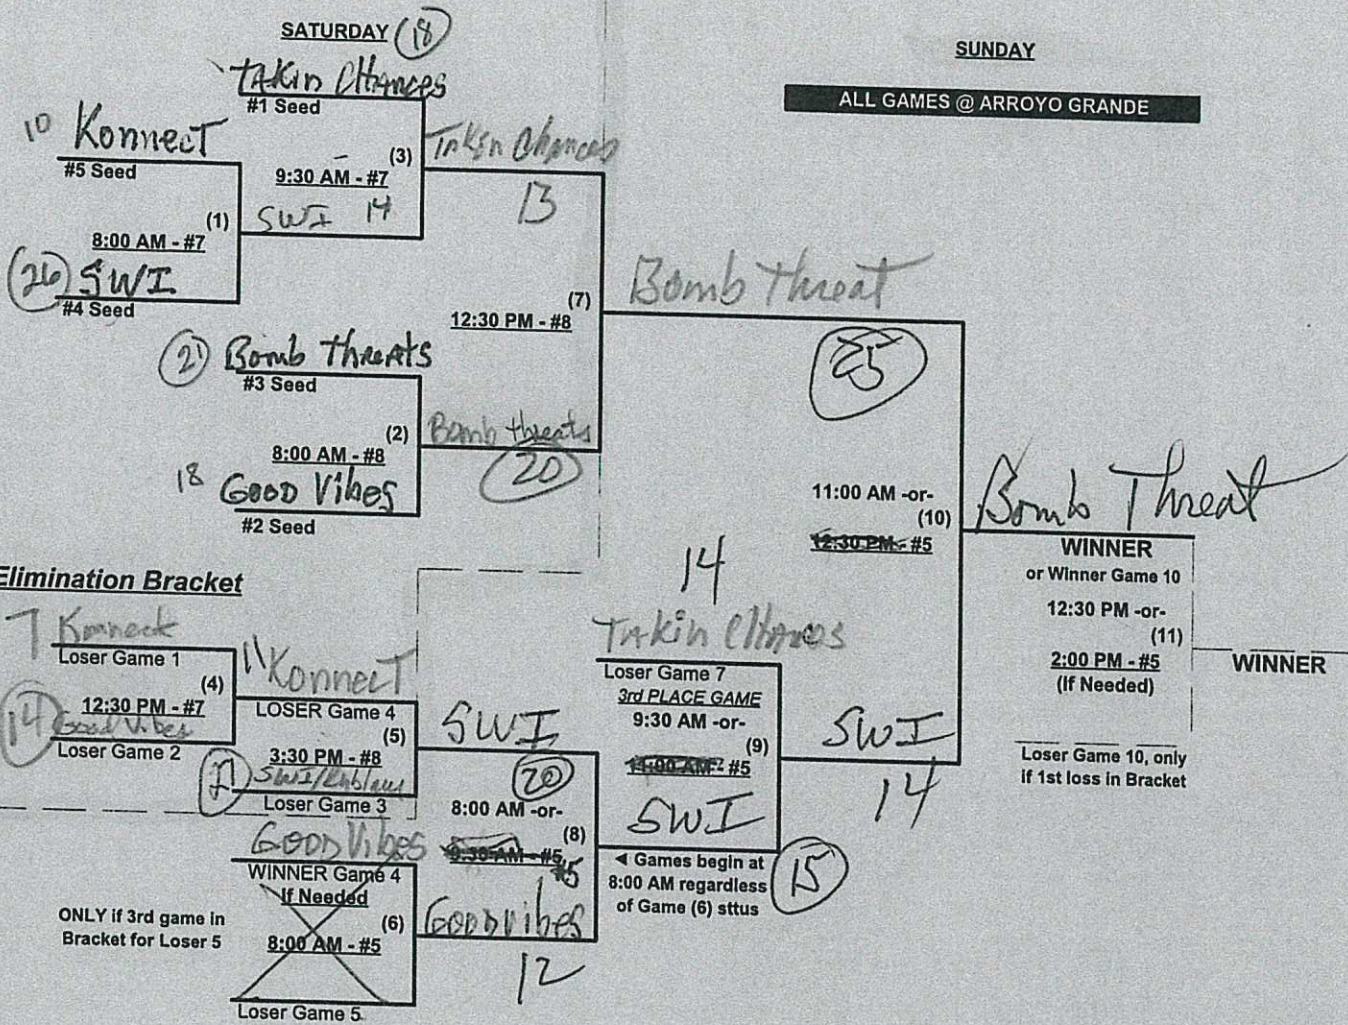 SATURDAY 18
SUNDAY
TAKin CHANCES
#1 Seed
ALL GAMES @ ARROYO GRANDE
10 KonnecT
#5 Seed
(3)
9:30 AM - #7
TAKin Chances
13
(1)
8:00 AM - #7
SWI 14
26 SWI
#4 Seed
Bomb Threat
(7)
12:30 PM - #8
25
21 Bomb threAts
#3 Seed
(2)
8:00 AM - #8
Bomb threats
20
18 GOOD Vibes
#2 Seed
11:00 AM -or-
(10)
12:30 PM - #5
Bomb Threat
WINNER
or Winner Game 10
12:30 PM -or-
(11)
2:00 PM - #5
(If Needed)
WINNER
Loser Game 10, only
if 1st loss in Bracket
Elimination Bracket
7 Konnect
Loser Game 1
(4)
12:30 PM - #7
14 Good Vibes
Loser Game 2
11 KonnecT
LOSER Game 4
(5)
3:30 PM - #8
SWI/
Loser Game 3
14
TAKin CHANCES
Loser Game 7
3rd PLACE GAME
9:30 AM -or-
(9)
11:00 AM - #5
SWI
15
SWI
14
SWI
20
8:00 AM -or-
(8)
9:30 AM - #5
#5
◄ Games begin at
8:00 AM regardless
of Game (6) sttus
GOOD Vibes
WINNER Game 4
If Needed
(6)
8:00 AM - #5
Loser Game 5
ONLY if 3rd game in
Bracket for Loser 5
GOOD Vibes
12